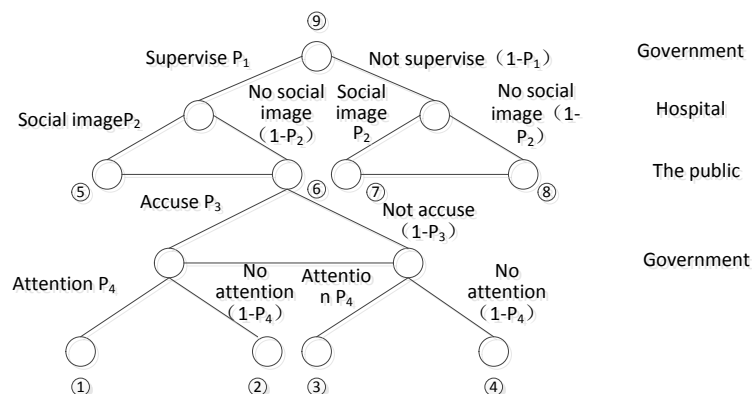 ⑨
Supervise P₁
Not supervise（1-P₁）
Government
Social imageP₂
No social
image
(1-P₂)
Social
image
P₂
No social
image（1-
P₂）
Hospital
The public
⑤
⑥
⑦
⑧
Accuse P₃
Not accuse
（1-P₃）
Government
Attention P₄
No
attention
（1-P₄）
Attentio
n P₄
No
attention
（1-P₄）
①
②
③
④